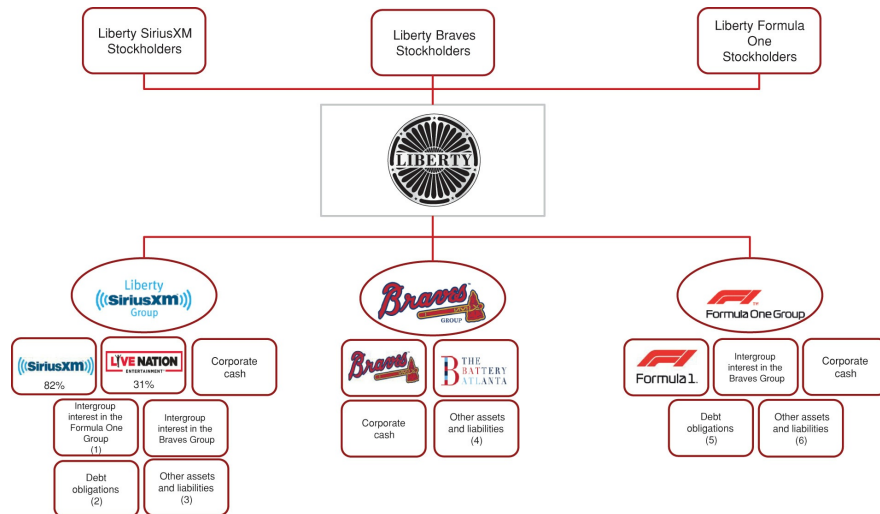 Liberty SiriusXM
Stockholders
Liberty Braves
Stockholders
Liberty Formula
One
Stockholders
LIBERTY
Liberty
((SiriusXM))
Group
Braves
GROUP
F1
TM
Formula One Group
((SiriusXM))
82%
LIVE NATION
ENTERTAINMENT
31%
Corporate
cash
Intergroup
interest in the
Formula One
Group
(1)
Intergroup
interest in the
Braves Group
Debt
obligations
(2)
Other assets
and liabilities
(3)
Braves
B THE
BATTERY
ATLANTA
Corporate
cash
Other assets
and liabilities
(4)
F1
Formula 1.
Intergroup
interest in the
Braves Group
Corporate
cash
Debt
obligations
(5)
Other assets
and liabilities
(6)